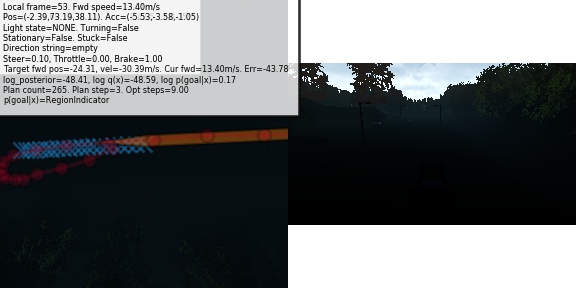 Local frame=53. Fwd speed=13.40m/s
Pos=(-2.39,73.19,38.11). Acc=(-5.53,-3.58,-1.05)
Light state=NONE. Turning=False
Stationary=False. Stuck=False
Direction string=empty
Steer=0.10, Throttle=0.00, Brake=1.00
Target fwd pos=-24.31, vel=-30.39m/s. Cur fwd=13.40m/s. Err=-43.78
log_posterior=-48.41, log q(x)=-48.59, log p(goal|x)=0.17
Plan count=265. Plan step=3. Opt steps=9.00
p(goal|x)=RegionIndicator